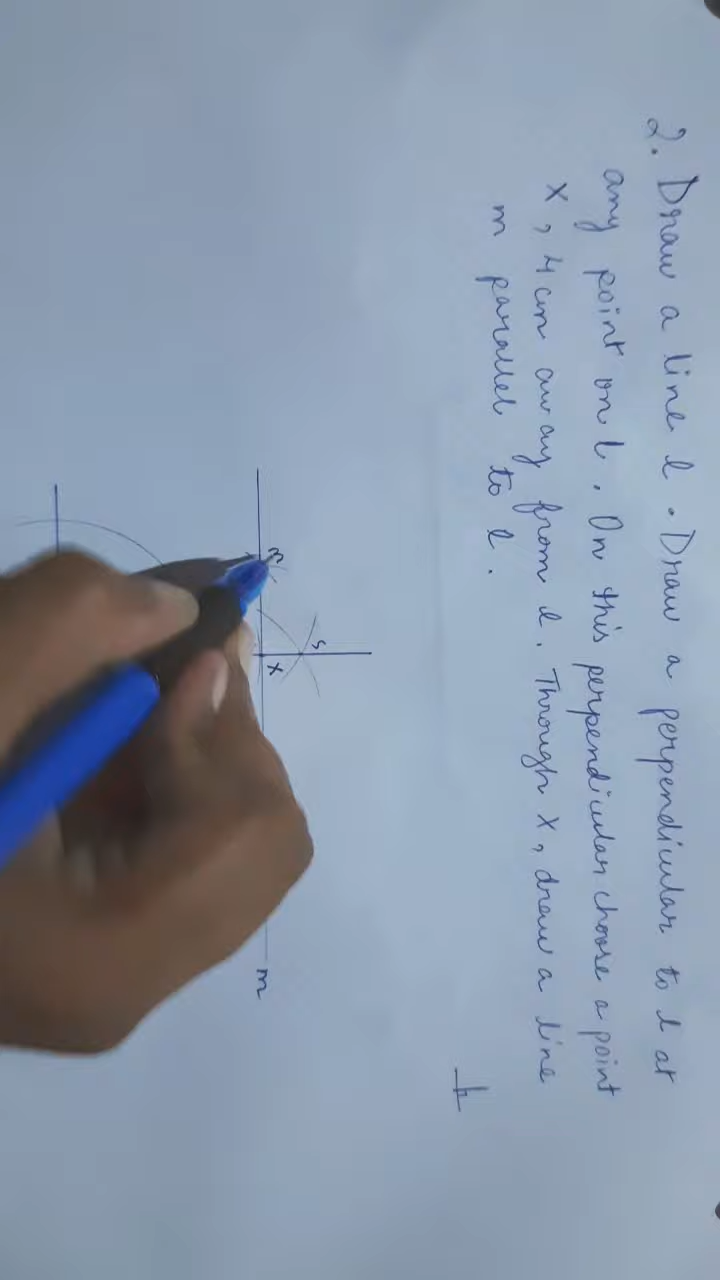 2. Draw a line l. Draw a perpendicular to l at
any point on l. On this perpendicular choose a point
X, 4 cm away from l. Through X, draw a line
m parallel to l.
S
X
m